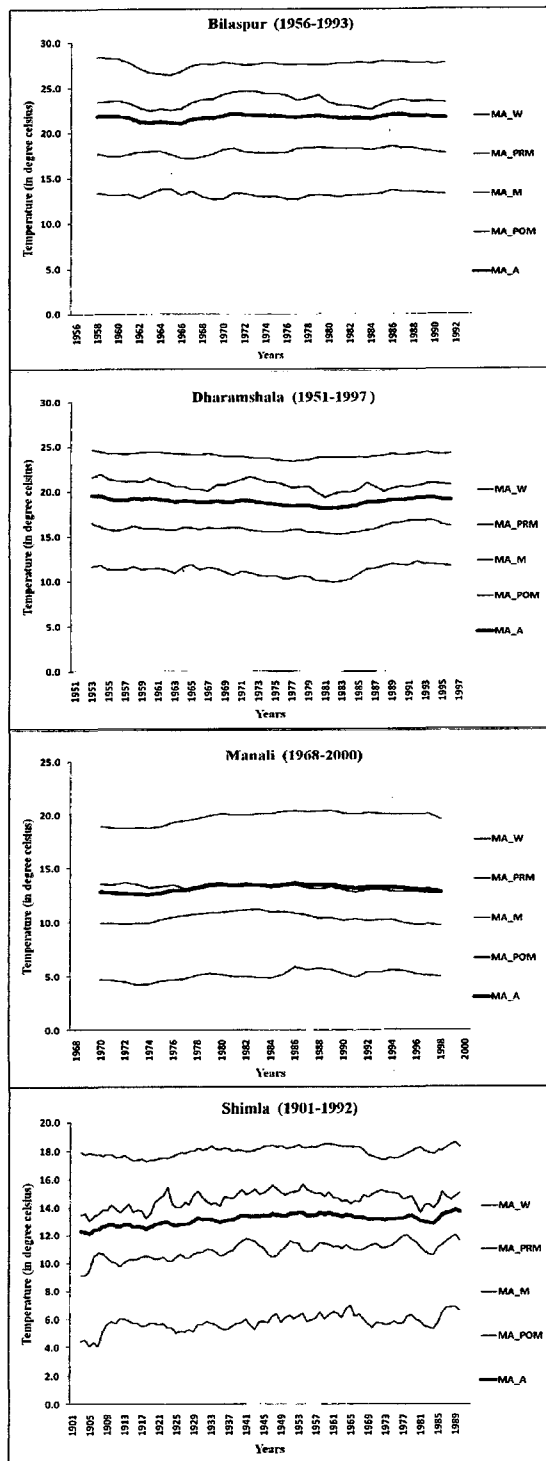 Bilaspur (1956-1993)
Temperature (in degree celsius)
30.0
25.0
20.0
15.0
10.0
5.0
0.0
1956 1958 1960 1962 1964 1966 1968 1970 1972 1974 1976 1978 1980 1982 1984 1986 1988 1990 1992
Years
MA_W
MA_PRM
MA_M
MA_POM
MA_A
Dharamshala (1951-1997)
Temperature (in degree celsius)
30.0
25.0
20.0
15.0
10.0
5.0
0.0
1951 1953 1955 1957 1959 1961 1963 1965 1967 1969 1971 1973 1975 1977 1979 1981 1983 1985 1987 1989 1991 1993 1995 1997
Years
MA_W
MA_PRM
MA_M
MA_POM
MA_A
Manali (1968-2000)
Temperature (in degree celsius)
25.0
20.0
15.0
10.0
5.0
0.0
1968 1970 1972 1974 1976 1978 1980 1982 1984 1986 1988 1990 1992 1994 1996 1998 2000
Years
MA_W
MA_PRM
MA_M
MA_POM
MA_A
Shimla (1901-1992)
Temperature (in degree celsius)
20.0
18.0
16.0
14.0
12.0
10.0
8.0
6.0
4.0
2.0
0.0
1901 1905 1909 1913 1917 1921 1925 1929 1933 1937 1941 1945 1949 1953 1957 1961 1965 1969 1973 1977 1981 1985 1989
Years
MA_W
MA_PRM
MA_M
MA_POM
MA_A